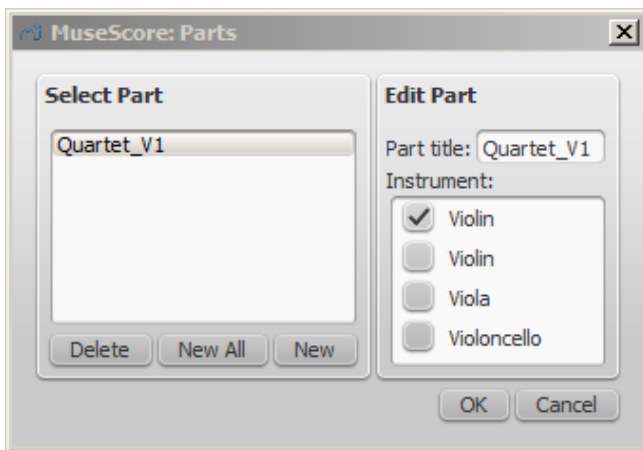 MuseScore: Parts
Select Part
Quartet_V1
Delete New All New
Edit Part
Part title: Quartet_V1
Instrument:
Violin
Violin
Viola
Violoncello
OK Cancel